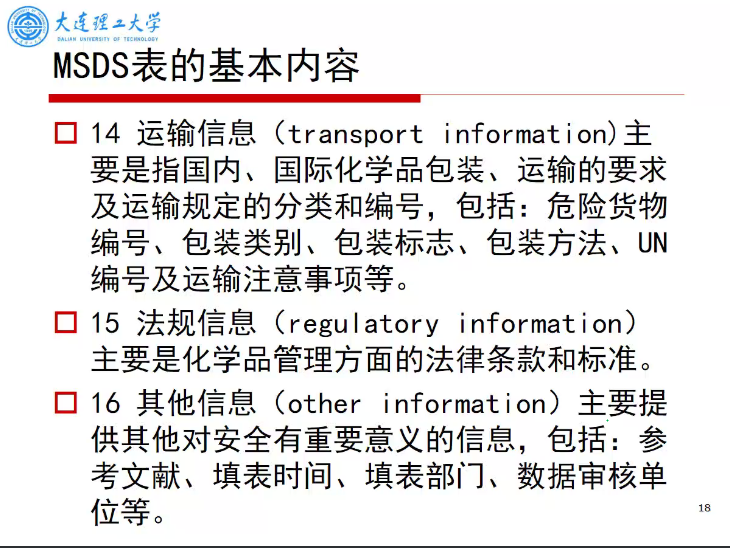 大连理工大学
DALIAN UNIVERSITY OF TECHNOLOGY
MSDS表的基本内容
14 运输信息（transport information)主
要是指国内、国际化学品包装、运输的要求
及运输规定的分类和编号，包括：危险货物
编号、包装类别、包装标志、包装方法、UN
编号及运输注意事项等。
15 法规信息（regulatory information）
主要是化学品管理方面的法律条款和标准。
16 其他信息（other information）主要提
供其他对安全有重要意义的信息，包括：参
考文献、填表时间、填表部门、数据审核单
位等。
18